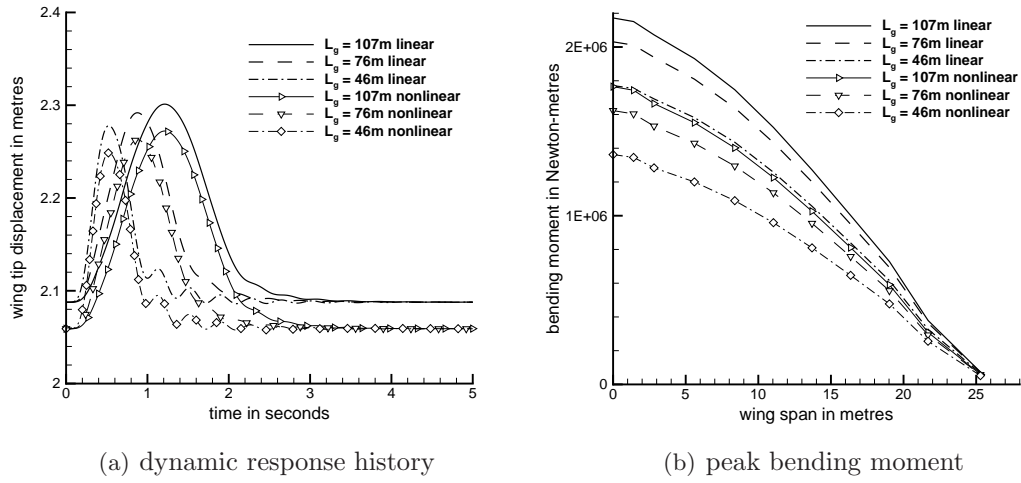 wing tip displacement in metres
2.4
2.3
2.2
2.1
2
0 1 2 3 4 5
time in seconds
L_g = 107m linear
L_g = 76m linear
L_g = 46m linear
L_g = 107m nonlinear
L_g = 76m nonlinear
L_g = 46m nonlinear
(a) dynamic response history
bending moment in Newton-metres
2E+06
1E+06
0
0 5 10 15 20 25
wing span in metres
L_g = 107m linear
L_g = 76m linear
L_g = 46m linear
L_g = 107m nonlinear
L_g = 76m nonlinear
L_g = 46m nonlinear
(b) peak bending moment